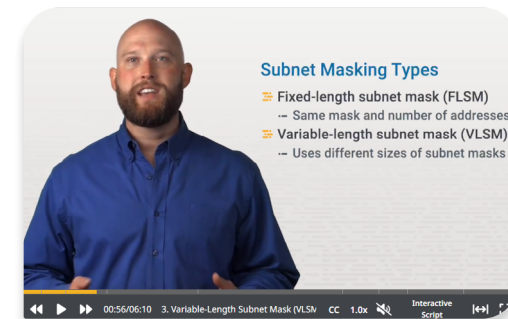 Subnet Masking Types
Fixed-length subnet mask (FLSM)
Same mask and number of addresses
Variable-length subnet mask (VLSM)
Uses different sizes of subnet masks
00:56/06:10 3. Variable-Length Subnet Mask (VLSM CC 1.0x Interactive Script